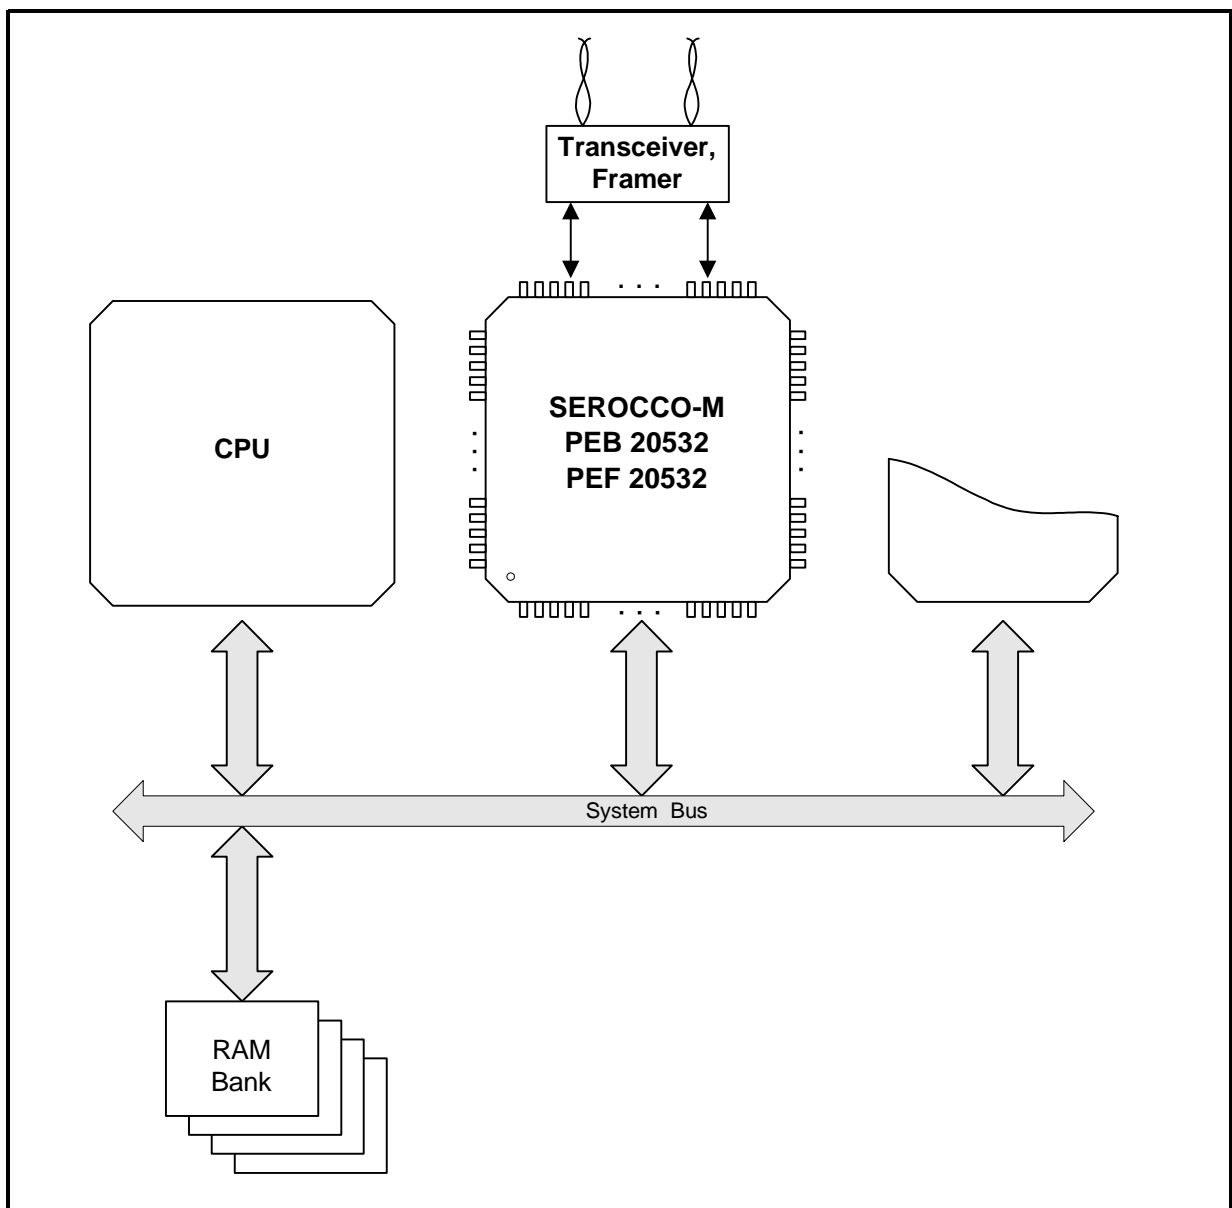 Transceiver,
Framer
SEROCCO-M
PEB 20532
PEF 20532
CPU
System Bus
RAM
Bank